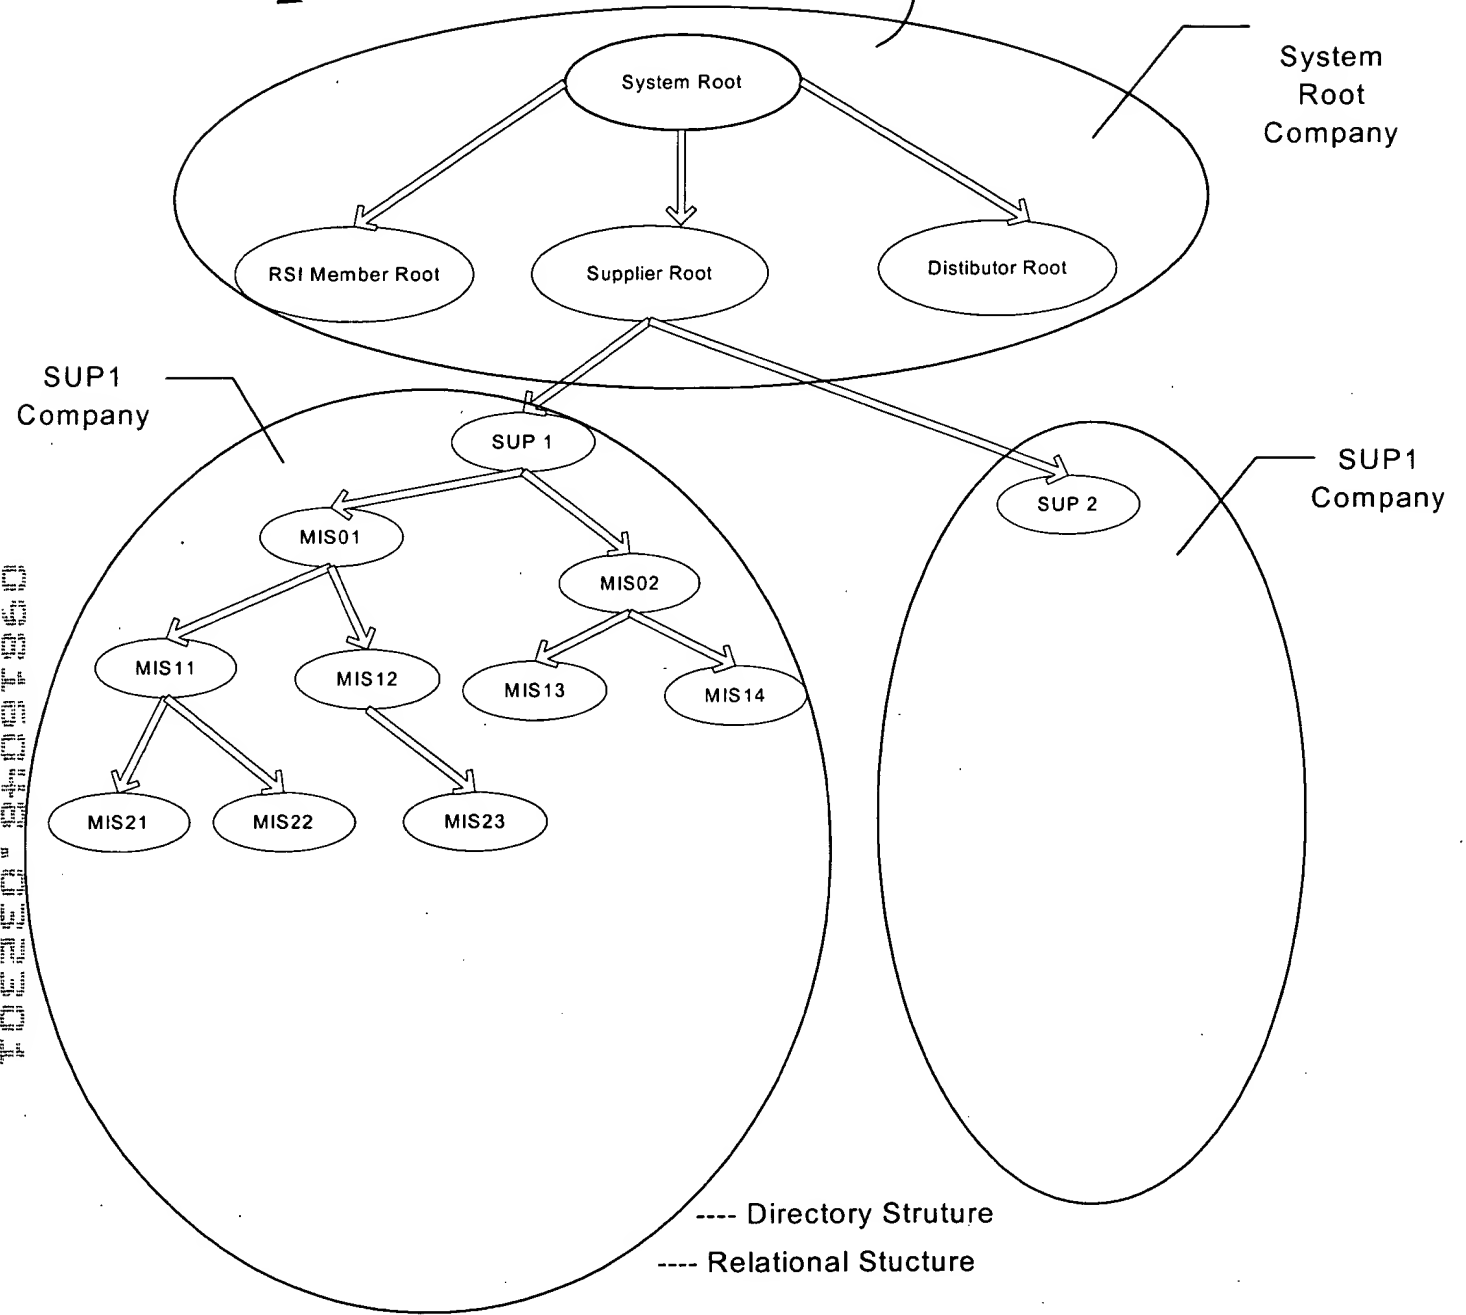 System Root
System
Root
Company
RSI Member Root
Supplier Root
Distibutor Root
SUP1
Company
SUP 1
SUP1
Company
SUP 2
MIS01
MIS02
MIS11
MIS12
MIS13
MIS14
MIS21
MIS22
MIS23
---- Directory Struture
---- Relational Stucture